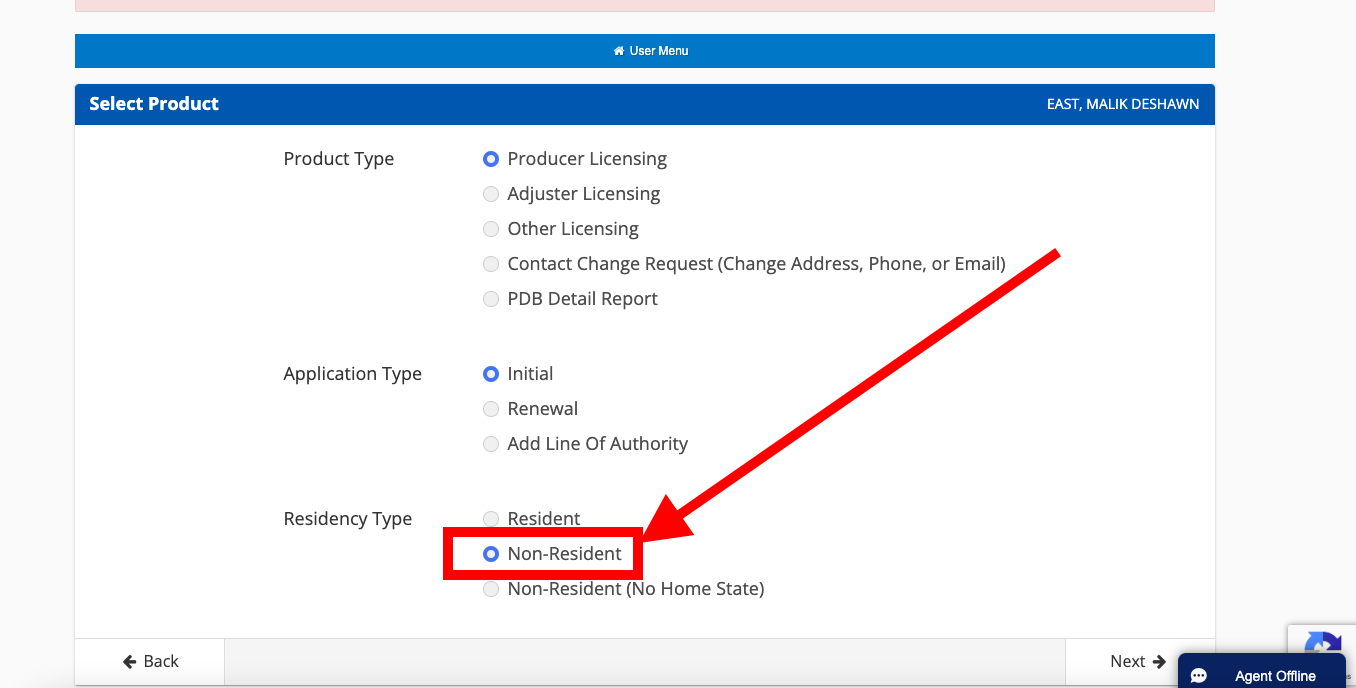 User Menu
Select Product EAST, MALIK DESHAWN
Product Type Producer Licensing
Adjuster Licensing
Other Licensing
Contact Change Request (Change Address, Phone, or Email)
PDB Detail Report
Application Type Initial
Renewal
Add Line Of Authority
Residency Type Resident
Non-Resident
Non-Resident (No Home State)
Back Next
Agent Offline